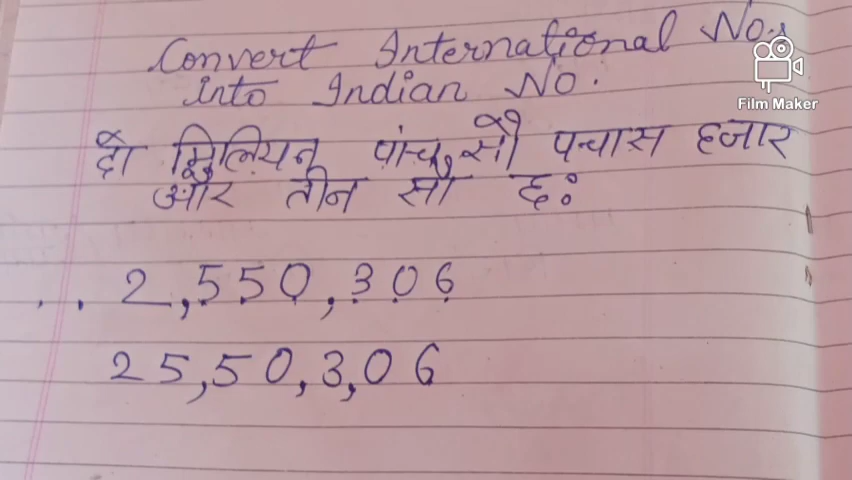 Convert International No.
into Indian No.
Film Maker
दो मिलियन पांच सौ पचास हजार
और तीन सौ छः
2,550,306
25,50,3,06